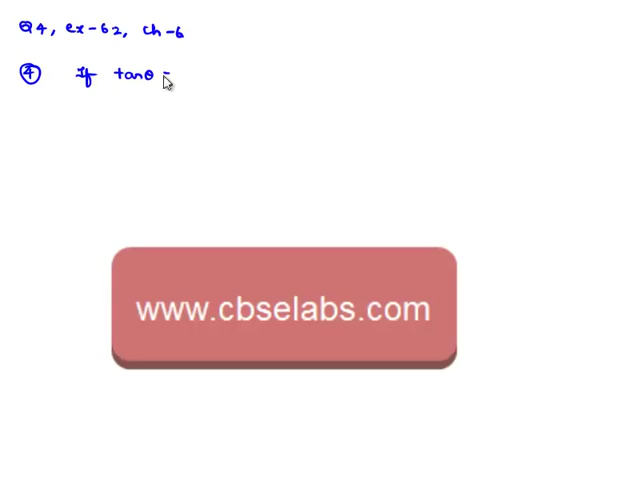 Q4, ex-6 2, ch-6
④ If tanθ =
www.cbselabs.com